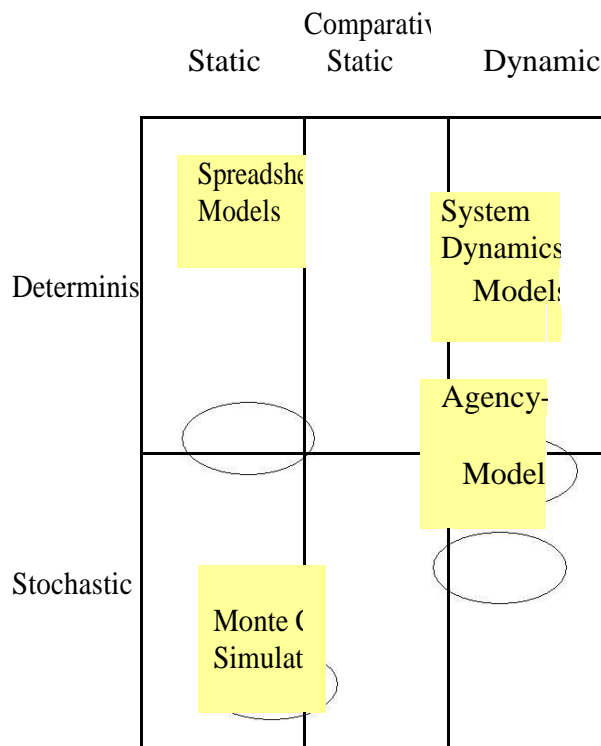 Comparativ
Static Static Dynamic
Spreadshe
Models
System
Dynamics
Models
Determinis
Agency-
Model
Stochastic
Monte C
Simulat